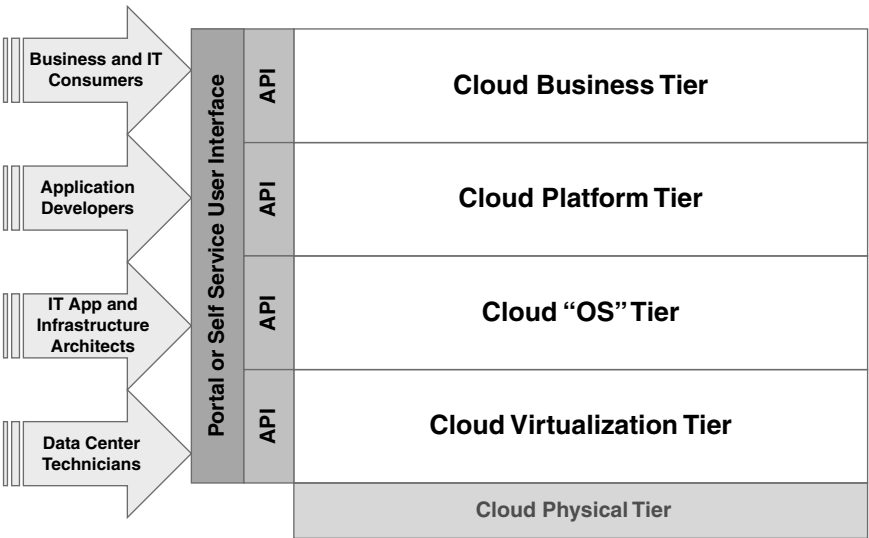 Business and IT
Consumers
Application
Developers
IT App and
Infrastructure
Architects
Data Center
Technicians
Portal or Self Service User Interface
API
API
API
API
Cloud Business Tier
Cloud Platform Tier
Cloud “OS” Tier
Cloud Virtualization Tier
Cloud Physical Tier